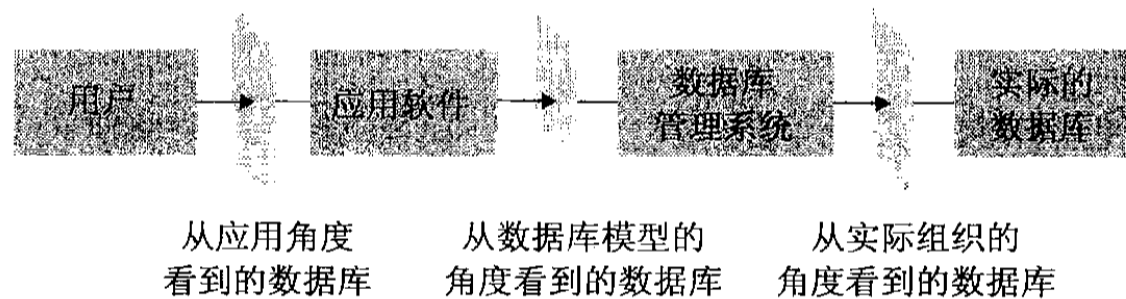 用户
应用软件
数据库
管理系统
实际的
数据库
从应用角度
看到的数据库
从数据库模型的
角度看到的数据库
从实际组织的
角度看到的数据库